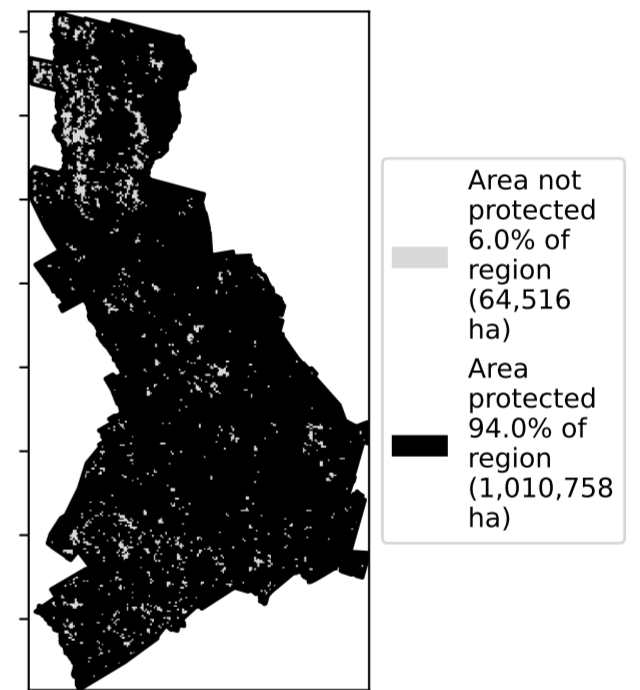 Area not
protected
6.0% of
region
(64,516
ha)
Area
protected
94.0% of
region
(1,010,758
ha)